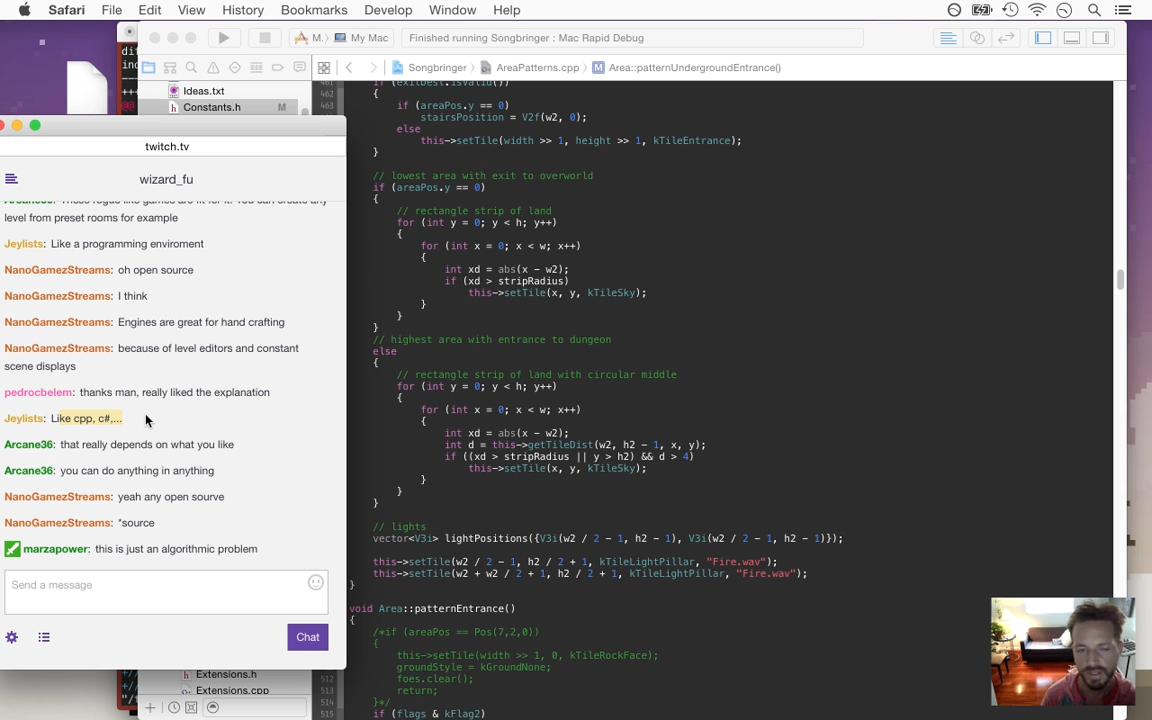 Safari File Edit View History Bookmarks Develop Window Help
M.〉 My Mac
Finished running Songbringer : Mac Rapid Debug
Songbringer 〉 AreaPatterns.cpp 〉 M Area::patternUndergroundEntrance()
Ideas.txt
Constants.h M
twitch.tv
wizard_fu
level from preset rooms for example
Jeylists: Like a programming enviroment
NanoGamezStreams: oh open source
NanoGamezStreams: I think
NanoGamezStreams: Engines are great for hand crafting
NanoGamezStreams: because of level editors and constant
scene displays
pedrocbelem: thanks man, really liked the explanation
Jeylists: Like cpp, c#,...
Arcane36: that really depends on what you like
Arcane36: you can do anything in anything
NanoGamezStreams: yeah any open sourve
NanoGamezStreams: *source
marzapower: this is just an algorithmic problem
Send a message
Chat
Extensions.h
Extensions.cpp
462
463
{
if (areaPos.y == 0)
stairsPosition = V2f(w2, 0);
else
this->setTile(width >> 1, height >> 1, kTileEntrance);
}
// lowest area with exit to overworld
if (areaPos.y == 0)
{
// rectangle strip of land
for (int y = 0; y < h; y++)
{
for (int x = 0; x < w; x++)
{
int xd = abs(x - w2);
if (xd > stripRadius)
this->setTile(x, y, kTileSky);
}
}
}
// highest area with entrance to dungeon
else
{
// rectangle strip of land with circular middle
for (int y = 0; y < h; y++)
{
for (int x = 0; x < w; x++)
{
int xd = abs(x - w2);
int d = this->getTileDist(w2, h2 - 1, x, y);
if ((xd > stripRadius || y > h2) && d > 4)
this->setTile(x, y, kTileSky);
}
}
}
// lights
vector<V3i> lightPositions({V3i(w2 / 2 - 1, h2 - 1), V3i(w2 / 2 - 1, h2 - 1)});
this->setTile(w2 / 2 - 1, h2 / 2 + 1, kTileLightPillar, "Fire.wav");
this->setTile(w2 + w2 / 2 + 1, h2 / 2 + 1, kTileLightPillar, "Fire.wav");
}
void Area::patternEntrance()
{
/*if (areaPos == Pos(7,2,0))
{
this->setTile(width >> 1, 0, kTileRockFace);
groundStyle = kGroundNone;
foes.clear();
return;
}*/
if (flags & kFlag2)
512
513
514
515